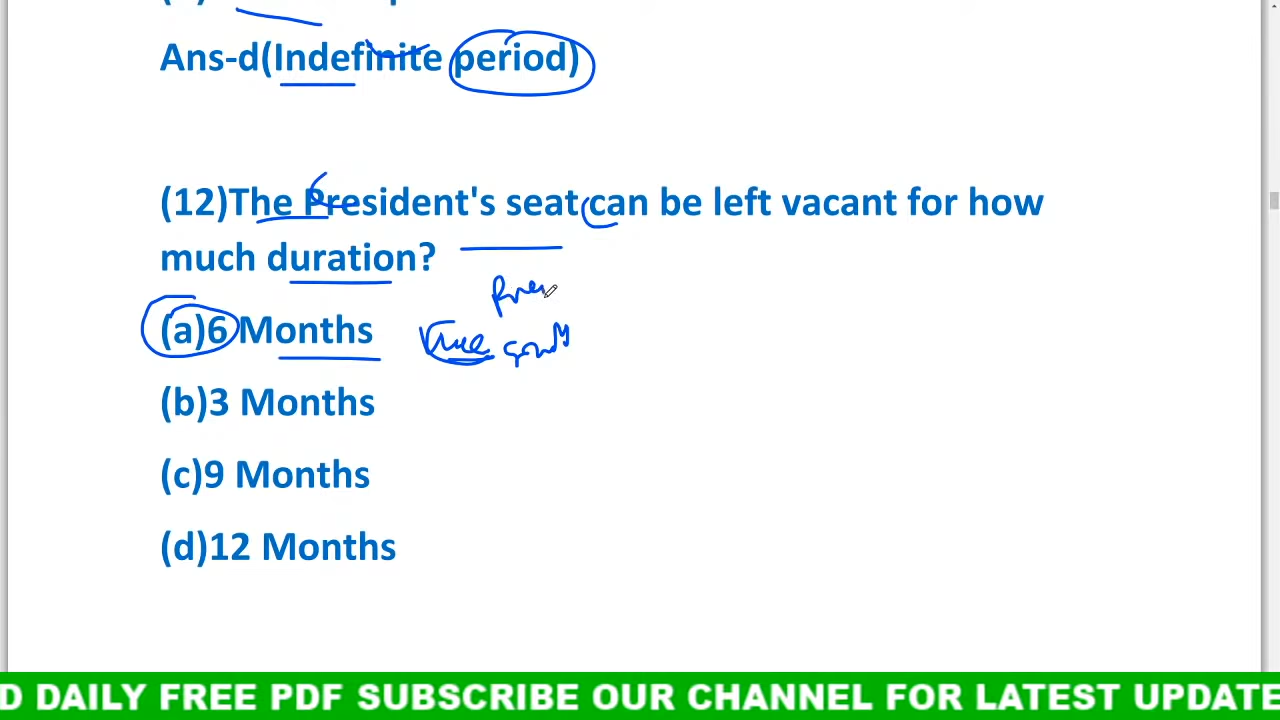 Ans-d(Indefinite period)
(12)The President's seat can be left vacant for how
much duration?
(a)6 Months
(b)3 Months
(c)9 Months
(d)12 Months
D DAILY FREE PDF SUBSCRIBE OUR CHANNEL FOR LATEST UPDATE